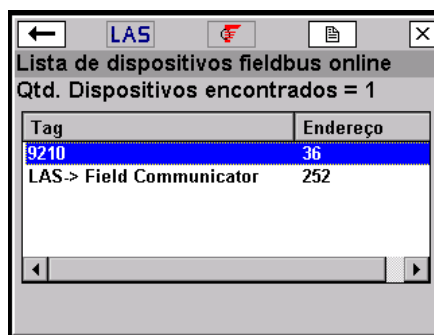 LAS
Lista de dispositivos fieldbus online
Qtd. Dispositivos encontrados = 1
Tag Endereço
9210 36
LAS-> Field Communicator 252